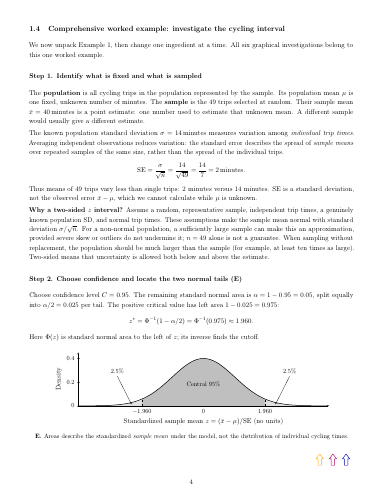 1.4 Comprehensive worked example: investigate the cycling interval
We now unpack Example 1, then change one ingredient at a time. All six graphical investigations belong to
this one worked example.
Step 1. Identify what is fixed and what is sampled
The population is all cycling trips in the population represented by the sample. Its population mean μ is
one fixed, unknown number of minutes. The sample is the 49 trips selected at random. Their sample mean
x̄ = 40 minutes is a point estimate: one number used to estimate that unknown mean. A different sample
would usually give a different estimate.
The known population standard deviation σ = 14 minutes measures variation among individual trip times.
Averaging independent observations reduces variation: the standard error describes the spread of sample means
over repeated samples of the same size, rather than the spread of the individual trips.
SE = σ/√n = 14/√49 = 14/7 = 2 minutes.
Thus means of 49 trips vary less than single trips: 2 minutes versus 14 minutes. SE is a standard deviation,
not the observed error x̄ − μ, which we cannot calculate while μ is unknown.
Why a two-sided z interval? Assume a random, representative sample, independent trip times, a genuinely
known population SD, and normal trip times. These assumptions make the sample mean normal with standard
deviation σ/√n. For a non-normal population, a sufficiently large sample can make this an approximation,
provided severe skew or outliers do not undermine it; n = 49 alone is not a guarantee. When sampling without
replacement, the population should be much larger than the sample (for example, at least ten times as large).
Two-sided means that uncertainty is allowed both below and above the estimate.
Step 2. Choose confidence and locate the two normal tails (E)
Choose confidence level C = 0.95. The remaining standard normal area is α = 1 − 0.95 = 0.05, split equally
into α/2 = 0.025 per tail. The positive critical value has left area 1 − 0.025 = 0.975:
z* = Φ⁻¹(1 − α/2) = Φ⁻¹(0.975) ≈ 1.960.
Here Φ(z) is standard normal area to the left of z; its inverse finds the cutoff.
0.4
0.2
0
Density
2.5%
Central 95%
2.5%
−1.960 0 1.960
Standardized sample mean z = (x̄ − μ)/SE (no units)
E. Areas describe the standardized sample mean under the model, not the distribution of individual cycling times.
4